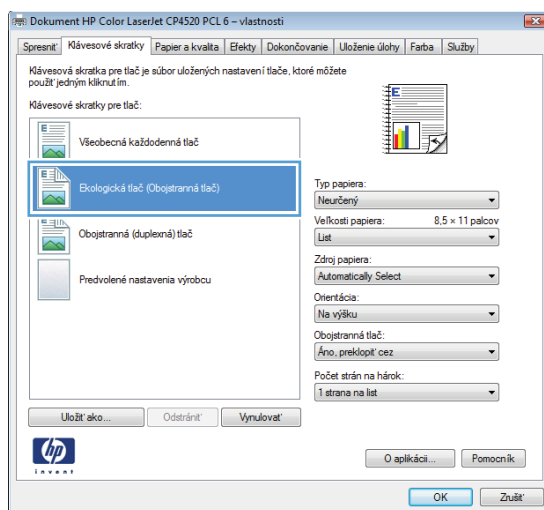 Dokument HP Color LaserJet CP4520 PCL 6 – vlastnosti
Spresniť Klávesové skratky Papier a kvalita Efekty Dokončovanie Uloženie úlohy Farba Služby
Klávesová skratka pre tlač je súbor uložených nastavení tlače, ktoré môžete
použiť jedným kliknutím.
Klávesové skratky pre tlač:
Všeobecná každodenná tlač
Ekologická tlač (Obojstranná tlač)
Obojstranná (duplexná) tlač
Predvolené nastavenia výrobcu
E
Typ papiera:
Neurčený
Veľkosti papiera: 8,5 × 11 palcov
List
Zdroj papiera:
Automatically Select
Orientácia:
Na výšku
Obojstranná tlač:
Áno, preklopiť cez
Počet strán na hárok:
1 strana na list
Uložiť ako... Odstrániť Vynulovať
hp
invent
O aplikácii... Pomocník
OK Zrušiť